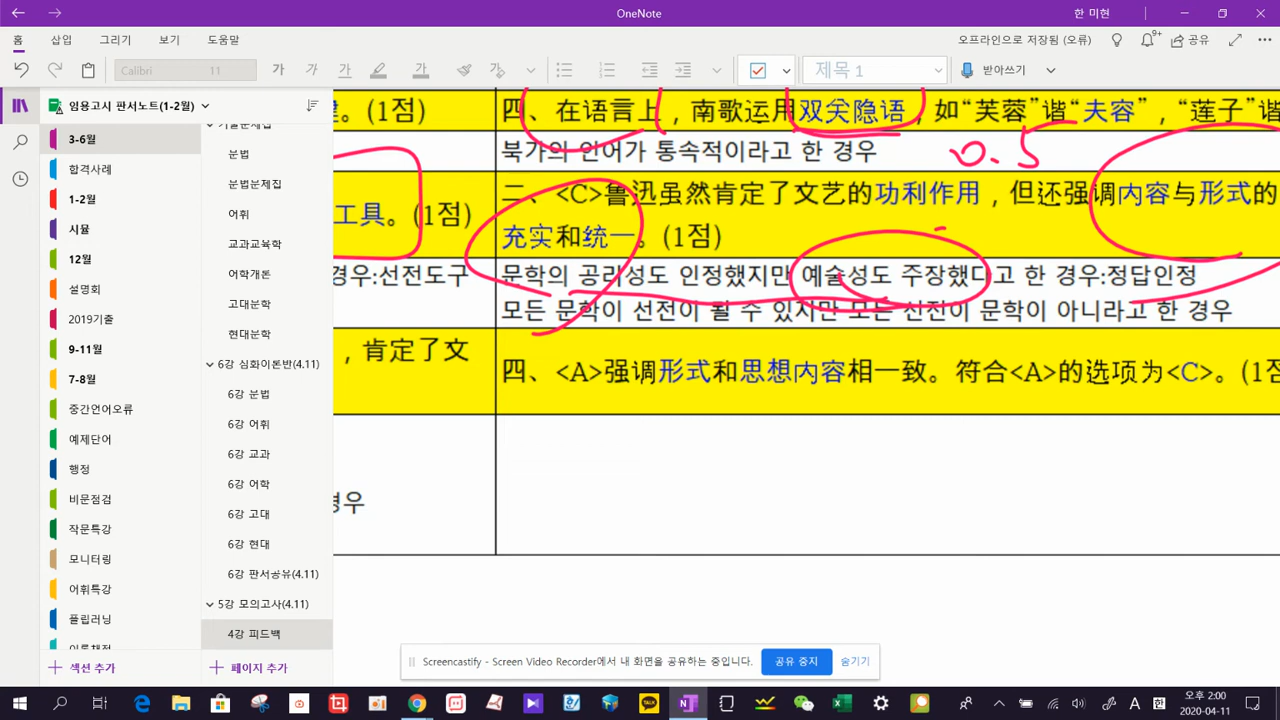 OneNote
한 미현
홈 삽입 그리기 보기 도움말
오프라인으로 저장됨 (오류) 9+ 공유
Calibri 11 가 가 가 가 제목 1 받아쓰기
임용고시 판서노트(1-2월)
3-6월
합격사례
1-2월
시율
12월
설명회
2019기출
9-11월
7-8월
중간언어오류
예제단어
행정
비문점검
작문특강
모니터링
어휘특강
플립러닝
섹션 추가
문법
문법문제집
어휘
교과교육학
어학개론
고대문학
현대문학
6강 심화이론반(4.11)
6강 문법
6강 어휘
6강 교과
6강 어학
6강 고대
6강 현대
6강 판서공유(4.11)
5강 모의고사(4.11)
4강 피드백
페이지 추가
。(1점)
四、在语言上，南歌运用双关隐语，如“芙蓉”谐“夫容”，“莲子”谐
북가의 언어가 통속적이라고 한 경우
0.5
工具。(1점)
二、<C>鲁迅虽然肯定了文艺的功利作用，但还强调内容与形式的
充实和统一。(1점)
경우:선전도구
문학의 공리성도 인정했지만 예술성도 주장했다고 한 경우:정답인정
모든 문학이 선전이 될 수 있지만 모든 선전이 문학이 아니라고 한 경우
，肯定了文
四、<A>强调形式和思想内容相一致。符合<A>的选项为<C>。(1점
경우
Screencastify - Screen Video Recorder에서 내 화면을 공유하는 중입니다. 공유 중지 숨기기
A 한
오후 2:00
2020-04-11